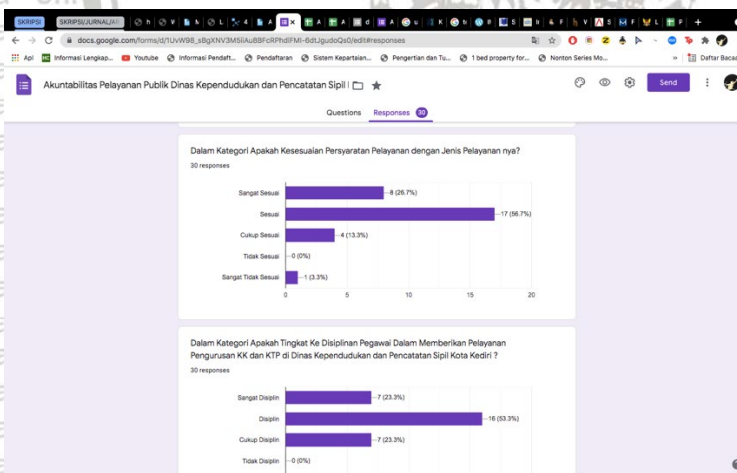 SKRIPSI
SKRIPSI/JURNAL/AR
docs.google.com/forms/d/1UvW98_sBgXNV3M5iiAuBBFcRPhdlFMI-6dtJgudoQs0/edit#responses
Apl Informasi Lengkap... Youtube Informasi Pendaft... Pendaftaran Sistem Kepartaian... Pengertian dan Tu... 1 bed property for... Nonton Series Mo... » Daftar Bacaa
Akuntabilitas Pelayanan Publik Dinas Kependudukan dan Pencatatan Sipil
Send
Questions Responses 30
Dalam Kategori Apakah Kesesuaian Persyaratan Pelayanan dengan Jenis Pelayanan nya?
30 responses
Sangat Sesuai 8 (26.7%)
Sesuai 17 (56.7%)
Cukup Sesuai 4 (13.3%)
Tidak Sesuai 0 (0%)
Sangat Tidak Sesuai 1 (3.3%)
0 5 10 15 20
Dalam Kategori Apakah Tingkat Ke Disiplinan Pegawai Dalam Memberikan Pelayanan
Pengurusan KK dan KTP di Dinas Kependudukan dan Pencatatan Sipil Kota Kediri ?
30 responses
Sangat Disiplin 7 (23.3%)
Disiplin 16 (53.3%)
Cukup Disiplin 7 (23.3%)
Tidak Disiplin 0 (0%)